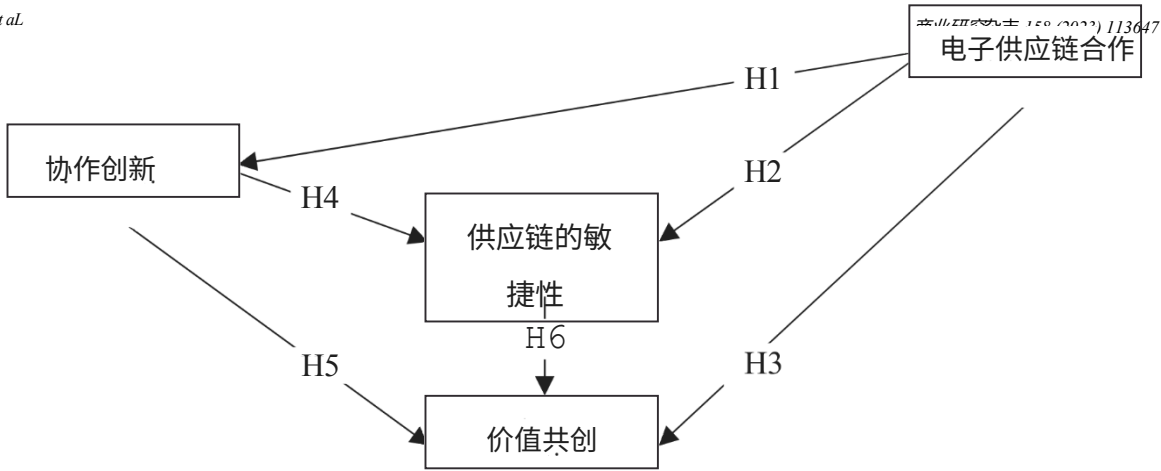 t aL
商业研究杂志 158 (2023) 113647
电子供应链合作
H1
协作创新
H2
H4
供应链的敏
捷性
H6
H5
H3
价值共创